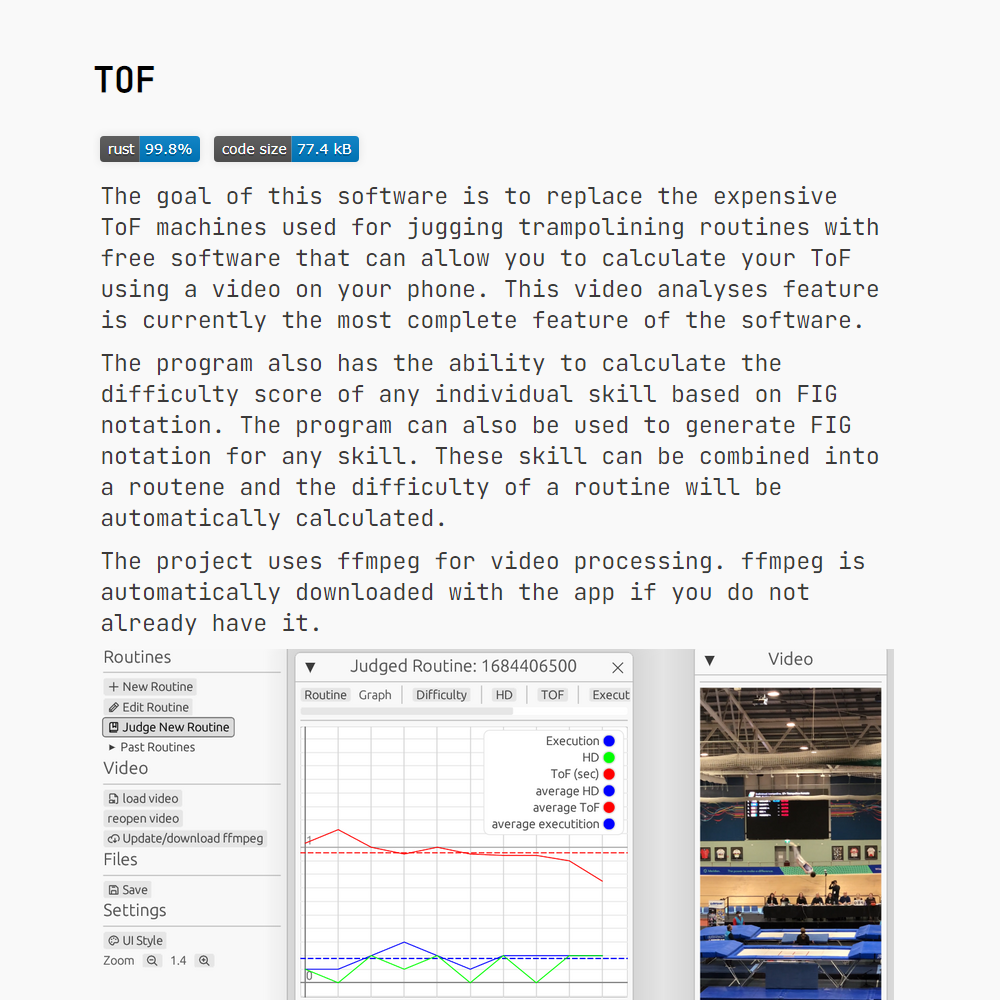 TOF
rust 99.8% code size 77.4 kB
The goal of this software is to replace the expensive
ToF machines used for jugging trampolining routines with
free software that can allow you to calculate your ToF
using a video on your phone. This video analyses feature
is currently the most complete feature of the software.
The program also has the ability to calculate the
difficulty score of any individual skill based on FIG
notation. The program can also be used to generate FIG
notation for any skill. These skill can be combined into
a routene and the difficulty of a routine will be
automatically calculated.
The project uses ffmpeg for video processing. ffmpeg is
automatically downloaded with the app if you do not
already have it.
Routines
New Routine
Edit Routine
Judge New Routine
Past Routines
Video
load video
reopen video
Update/download ffmpeg
Files
Save
Settings
UI Style
Zoom 1.4
Judged Routine: 1684406500
Routine Graph Difficulty HD TOF Execut
Execution
HD
ToF (sec)
average HD
average ToF
average executition
1
0
Video